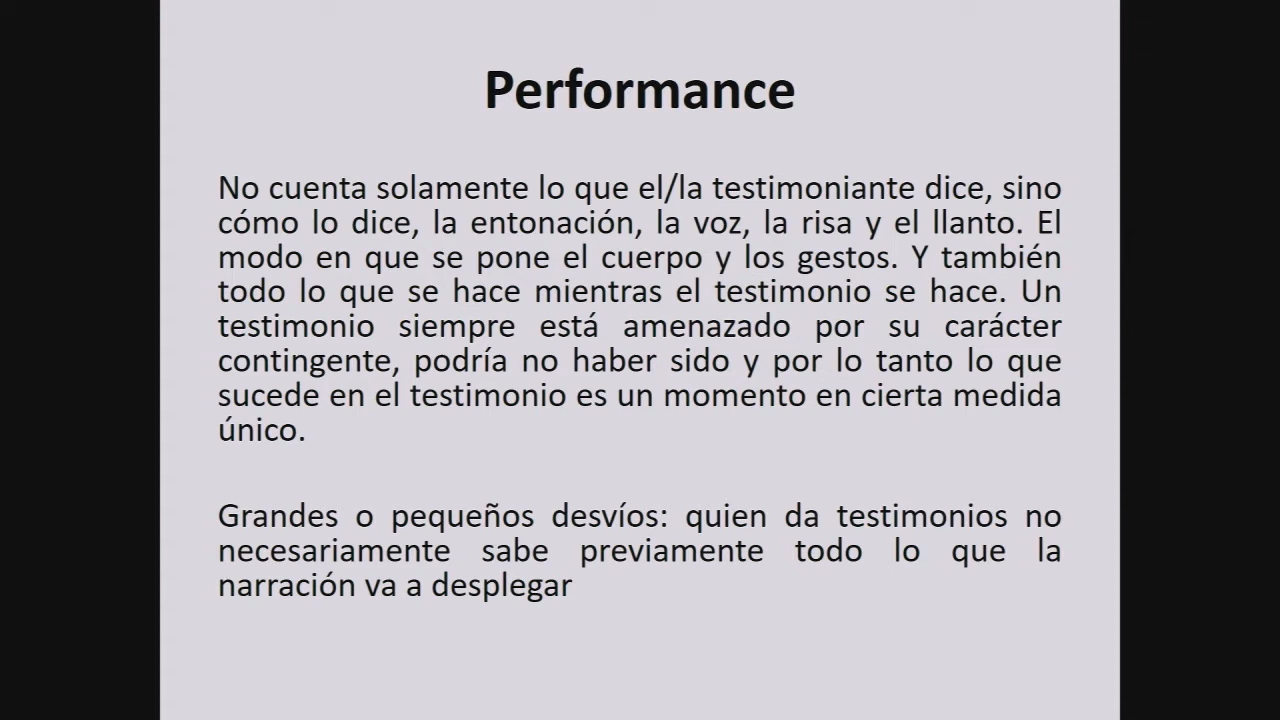 Performance
No cuenta solamente lo que el/la testimoniante dice, sino
cómo lo dice, la entonación, la voz, la risa y el llanto. El
modo en que se pone el cuerpo y los gestos. Y también
todo lo que se hace mientras el testimonio se hace. Un
testimonio siempre está amenazado por su carácter
contingente, podría no haber sido y por lo tanto lo que
sucede en el testimonio es un momento en cierta medida
único.
Grandes o pequeños desvíos: quien da testimonios no
necesariamente sabe previamente todo lo que la
narración va a desplegar